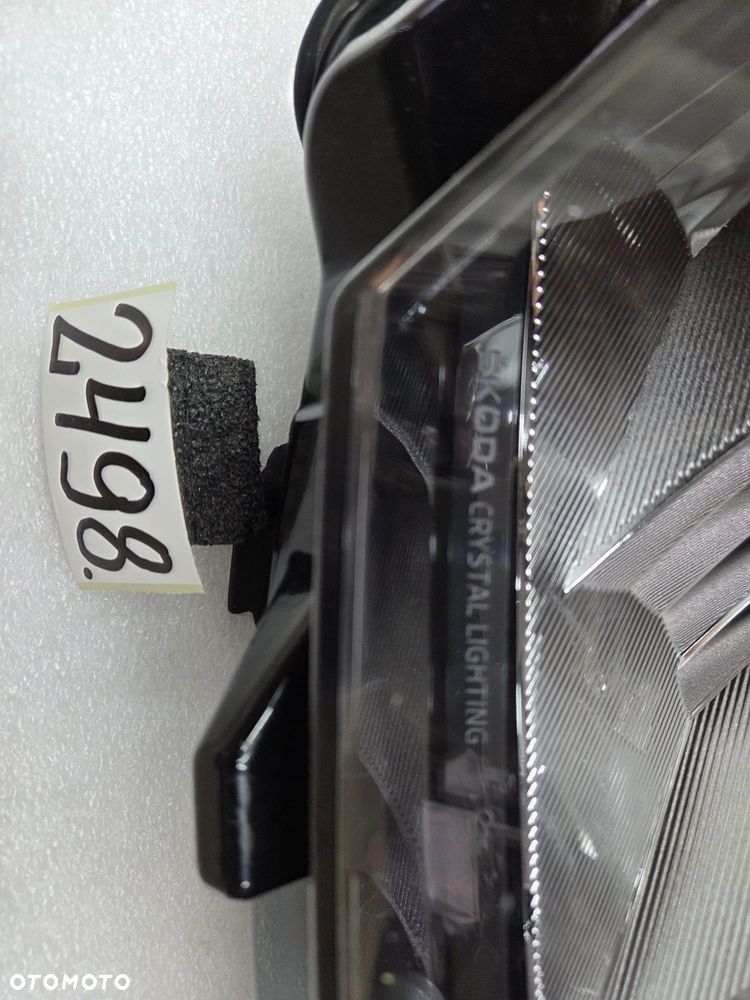 2498.
ŠKODA CRYSTAL LIGHTING
OTOMOTO